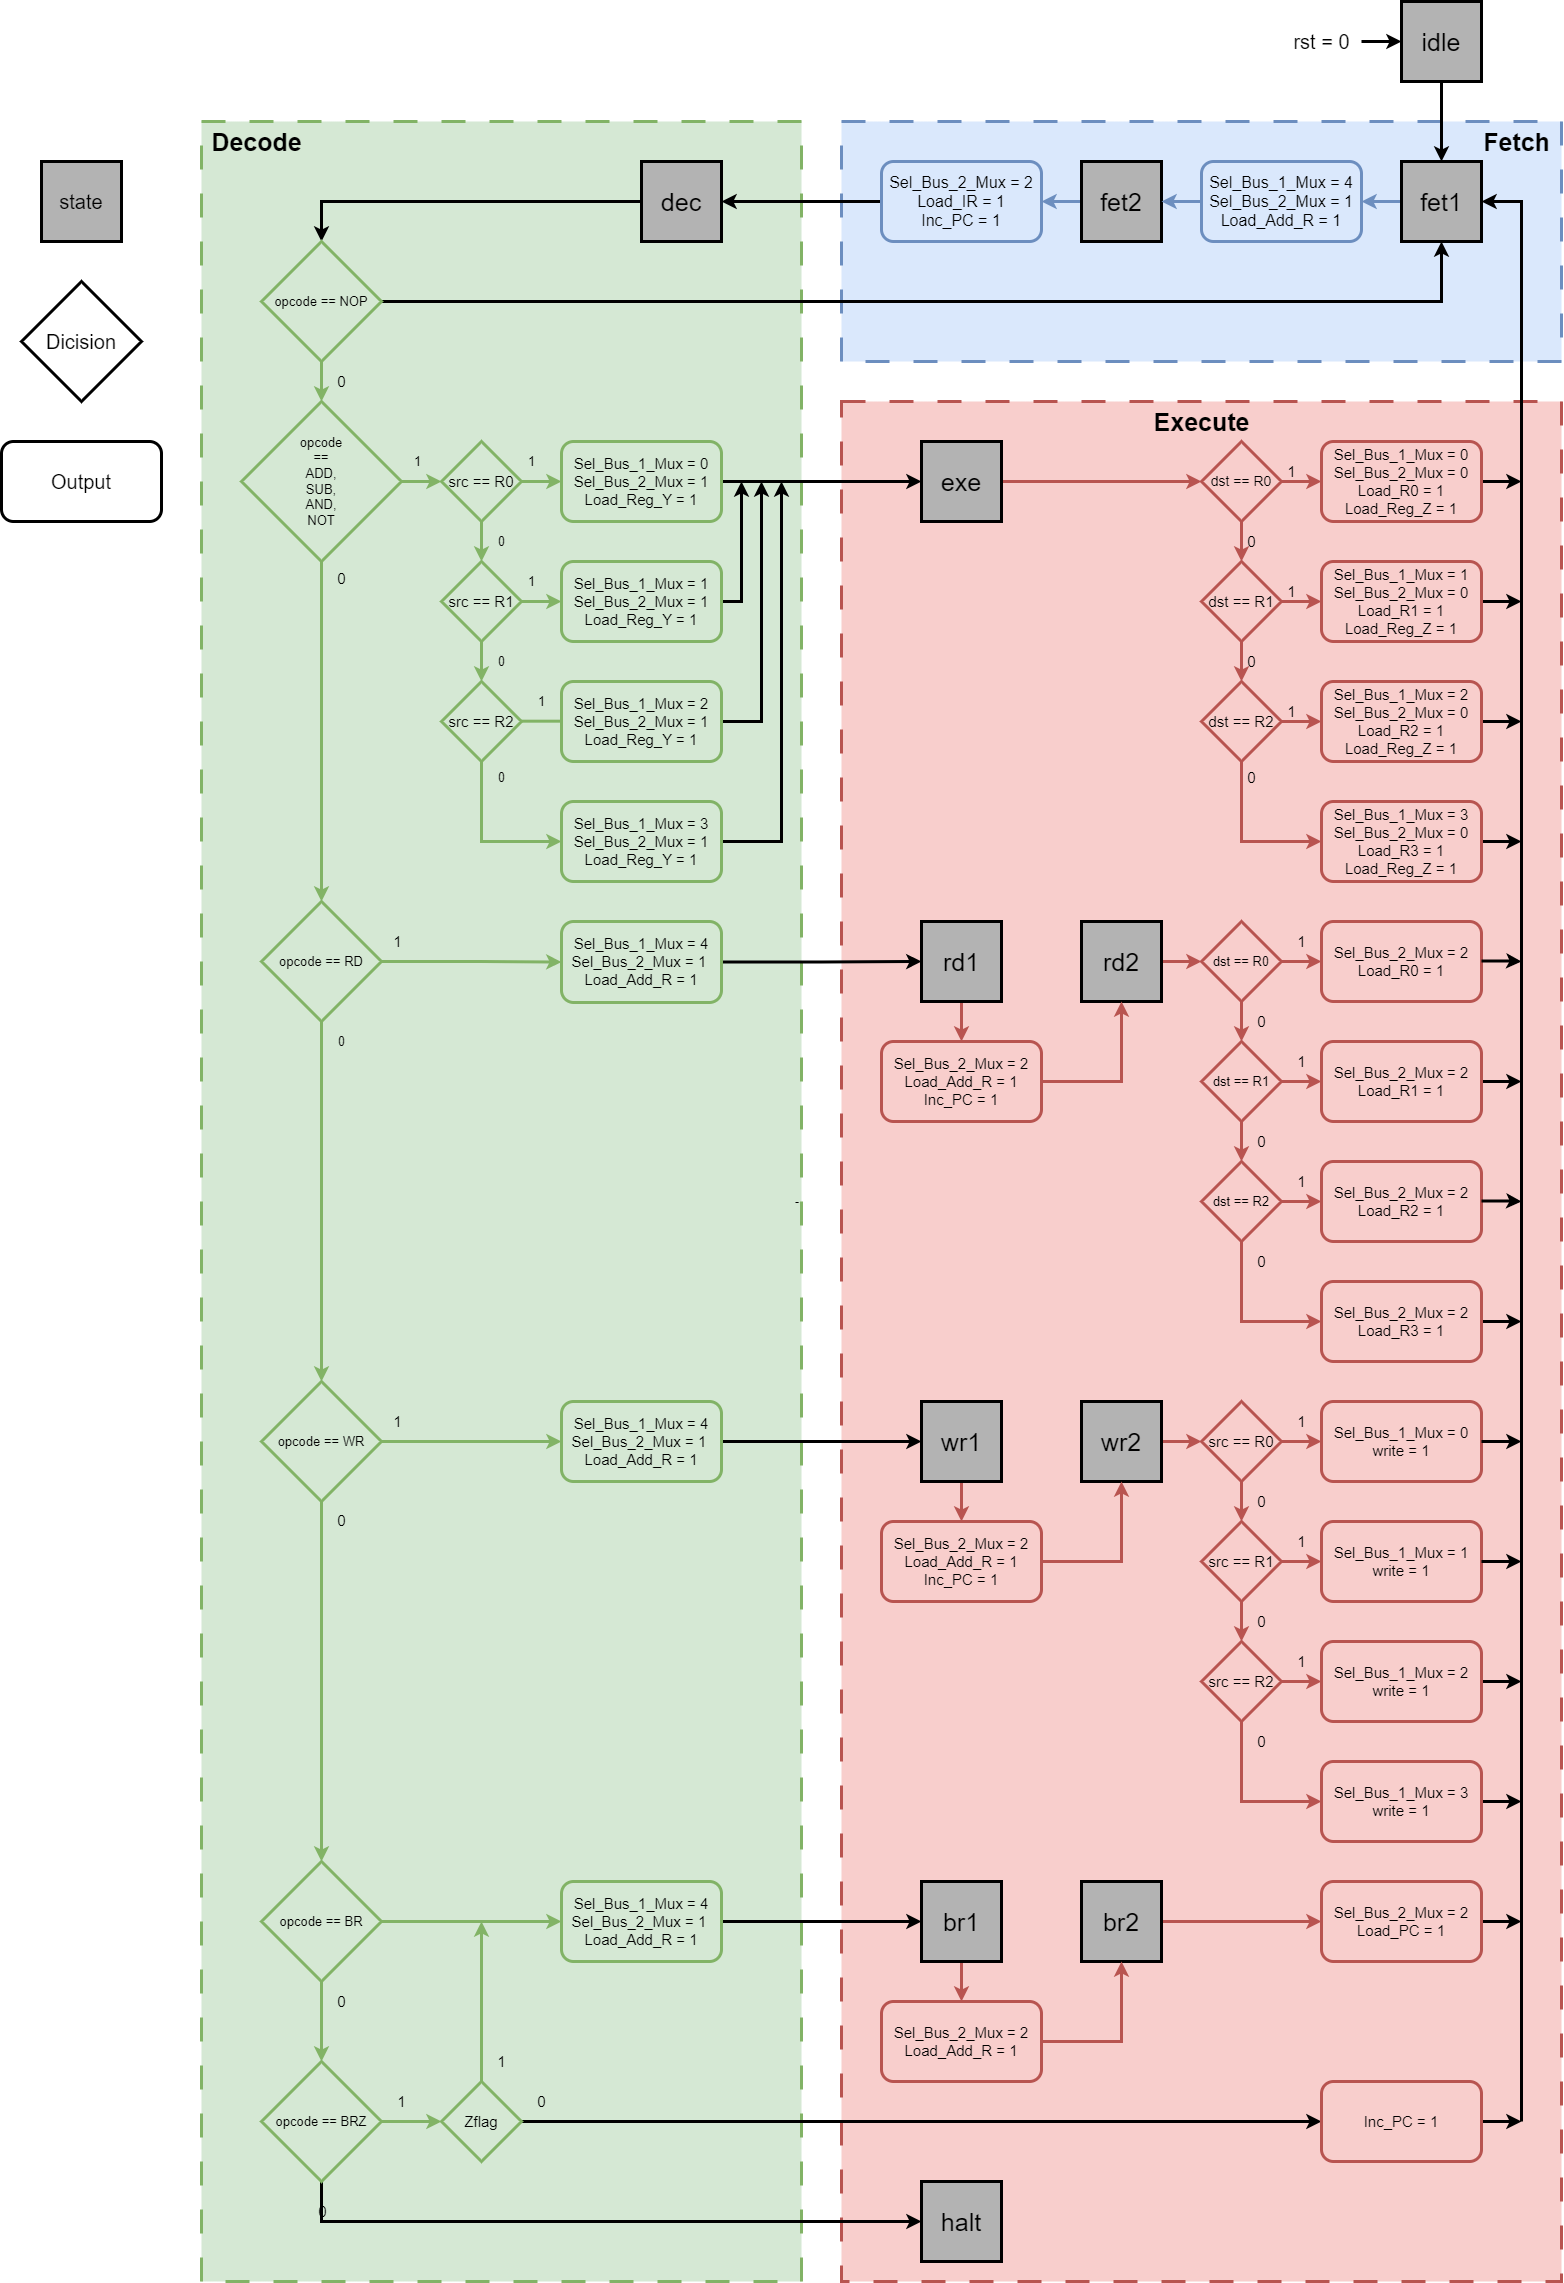 rst = 0
idle
Decode
Fetch
state
dec
Sel_Bus_2_Mux = 2
Load_IR = 1
Inc_PC = 1
fet2
Sel_Bus_1_Mux = 4
Sel_Bus_2_Mux = 1
Load_Add_R = 1
fet1
Dicision
opcode == NOP
0
Output
Execute
opcode
==
ADD,
SUB,
AND,
NOT
1
0
src == R0
1
0
Sel_Bus_1_Mux = 0
Sel_Bus_2_Mux = 1
Load_Reg_Y = 1
src == R1
1
0
Sel_Bus_1_Mux = 1
Sel_Bus_2_Mux = 1
Load_Reg_Y = 1
src == R2
1
0
Sel_Bus_1_Mux = 2
Sel_Bus_2_Mux = 1
Load_Reg_Y = 1
Sel_Bus_1_Mux = 3
Sel_Bus_2_Mux = 1
Load_Reg_Y = 1
exe
dst == R0
1
0
Sel_Bus_1_Mux = 0
Sel_Bus_2_Mux = 0
Load_R0 = 1
Load_Reg_Z = 1
dst == R1
1
0
Sel_Bus_1_Mux = 1
Sel_Bus_2_Mux = 0
Load_R1 = 1
Load_Reg_Z = 1
dst == R2
1
0
Sel_Bus_1_Mux = 2
Sel_Bus_2_Mux = 0
Load_R2 = 1
Load_Reg_Z = 1
Sel_Bus_1_Mux = 3
Sel_Bus_2_Mux = 0
Load_R3 = 1
Load_Reg_Z = 1
opcode == RD
1
0
Sel_Bus_1_Mux = 4
Sel_Bus_2_Mux = 1
Load_Add_R = 1
rd1
Sel_Bus_2_Mux = 2
Load_Add_R = 1
Inc_PC = 1
rd2
dst == R0
1
0
Sel_Bus_2_Mux = 2
Load_R0 = 1
dst == R1
1
0
Sel_Bus_2_Mux = 2
Load_R1 = 1
dst == R2
1
0
Sel_Bus_2_Mux = 2
Load_R2 = 1
Sel_Bus_2_Mux = 2
Load_R3 = 1
-
opcode == WR
1
0
Sel_Bus_1_Mux = 4
Sel_Bus_2_Mux = 1
Load_Add_R = 1
wr1
Sel_Bus_2_Mux = 2
Load_Add_R = 1
Inc_PC = 1
wr2
src == R0
1
0
Sel_Bus_1_Mux = 0
write = 1
src == R1
1
0
Sel_Bus_1_Mux = 1
write = 1
src == R2
1
0
Sel_Bus_1_Mux = 2
write = 1
Sel_Bus_1_Mux = 3
write = 1
opcode == BR
0
Sel_Bus_1_Mux = 4
Sel_Bus_2_Mux = 1
Load_Add_R = 1
br1
Sel_Bus_2_Mux = 2
Load_Add_R = 1
br2
Sel_Bus_2_Mux = 2
Load_PC = 1
opcode == BRZ
1
0
Zflag
1
0
Inc_PC = 1
halt